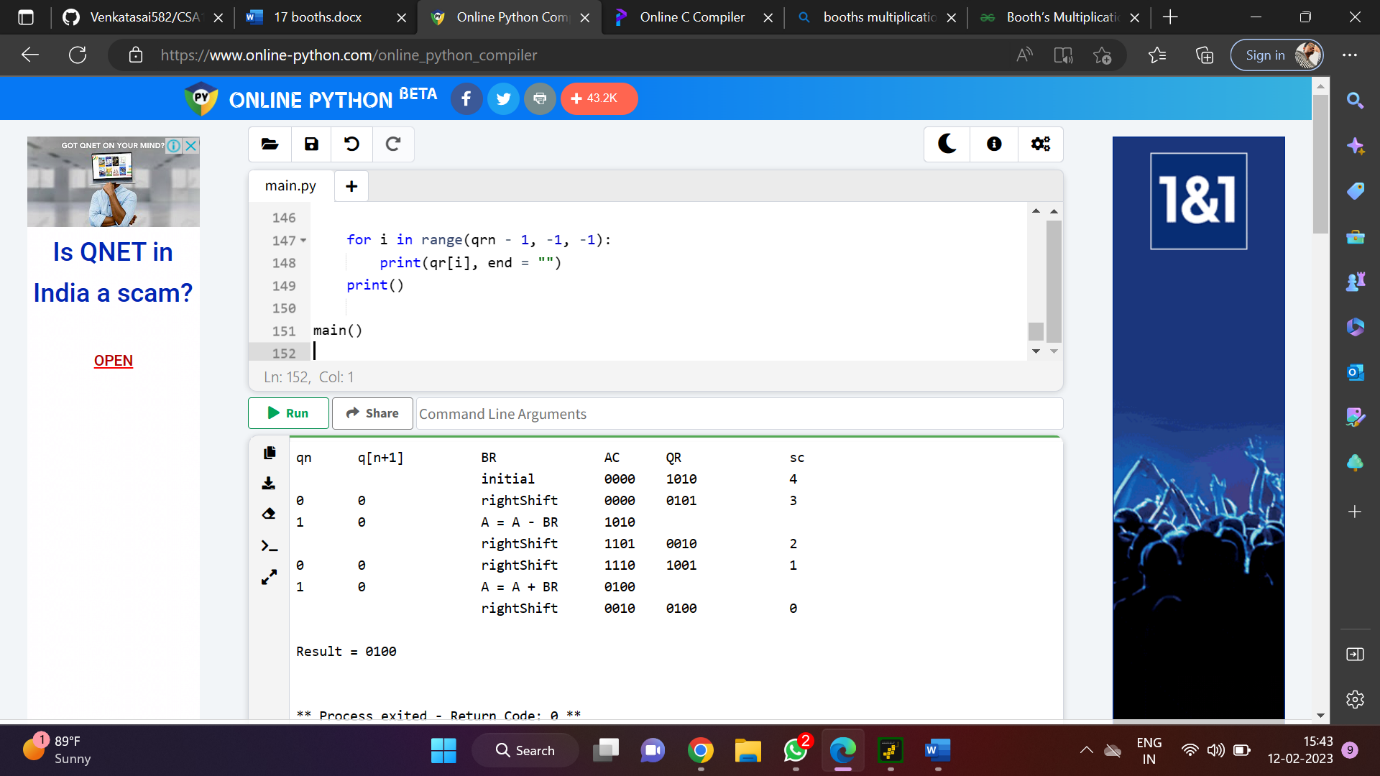 Venkatasai582/CSA
17 booths.docx
Online Python Com
Online C Compiler
booths multiplicatio
Booth's Multiplicati
https://www.online-python.com/online_python_compiler
Sign in
PY
ONLINE PYTHON BETA
43.2K
GOT QNET ON YOUR MIND?
Is QNET in
India a scam?
OPEN
main.py
146
147 for i in range(qrn - 1, -1, -1):
148 print(qr[i], end = "")
149 print()
150
151 main()
152
Ln: 152, Col: 1
Run
Share
Command Line Arguments
qn q[n+1] BR AC QR sc
initial 0000 1010 4
0 0 rightShift 0000 0101 3
1 0 A = A - BR 1010
rightShift 1101 0010 2
0 0 rightShift 1110 1001 1
1 0 A = A + BR 0100
rightShift 0010 0100 0
Result = 0100
** Process exited - Return Code: 0 **
1&1
1
89°F
Sunny
Search
2
ENG
IN
15:43
12-02-2023
9